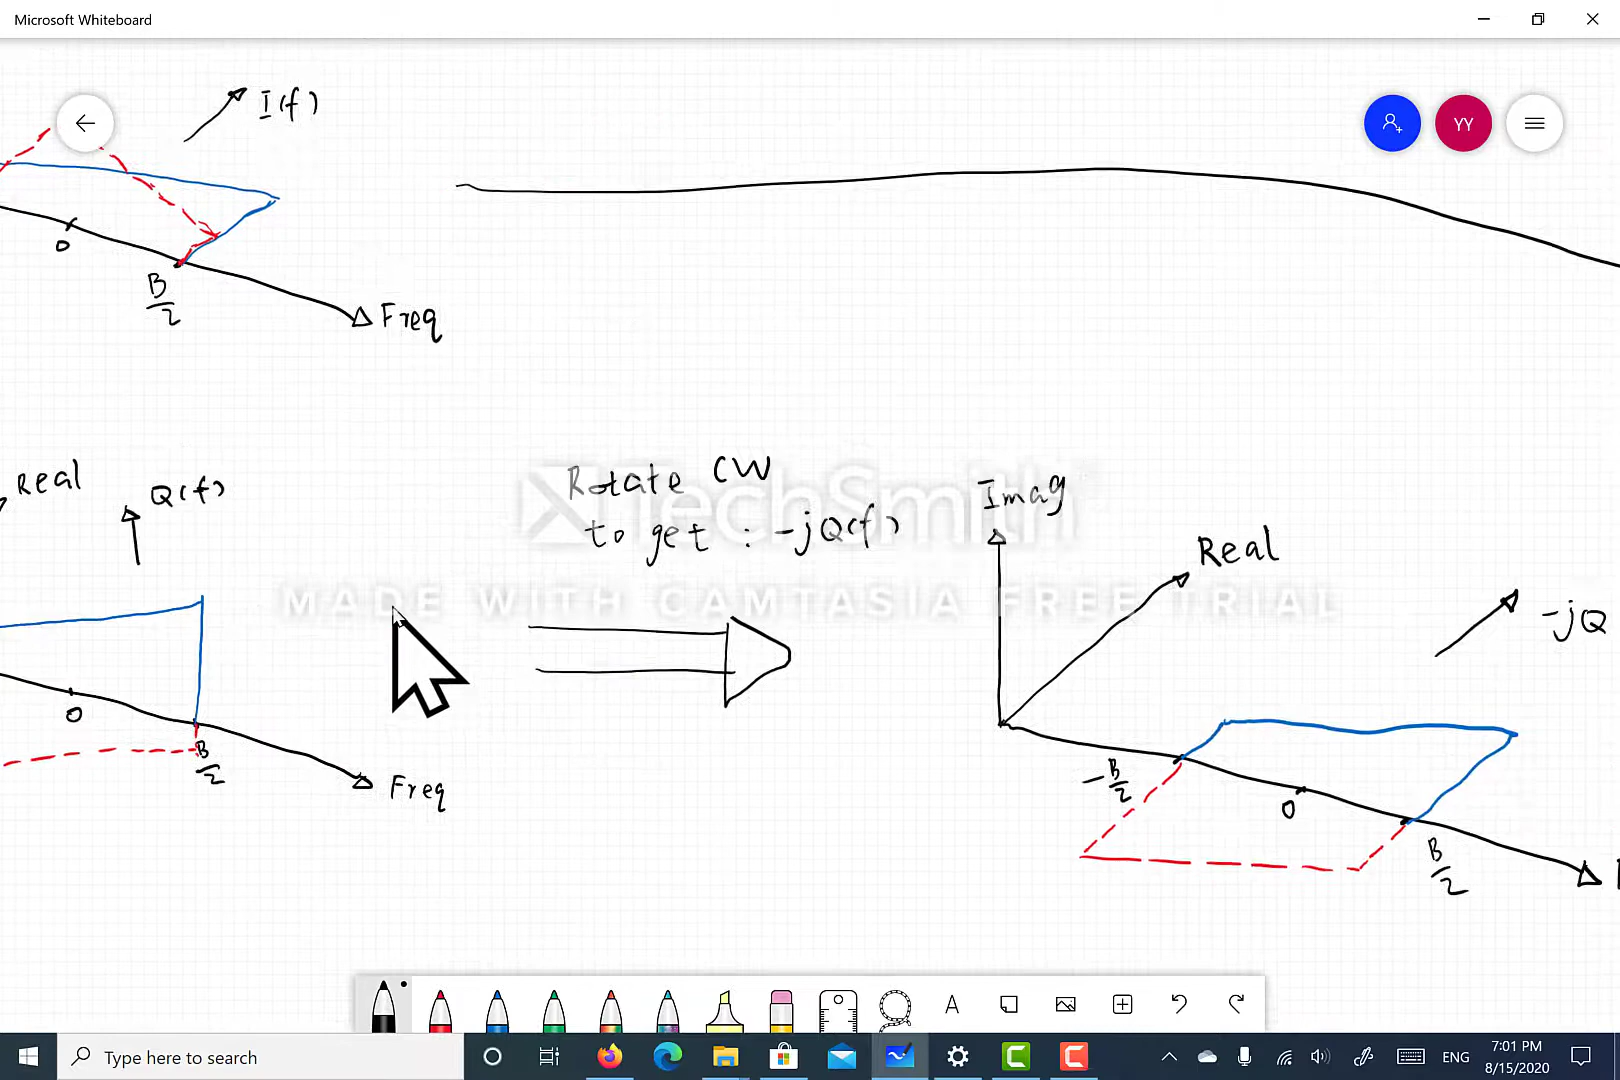 Microsoft Whiteboard
I(f)
YY
0
B/2
Freq
Real
Q(f)
Rotate CW
to get : -jQ(f)
Imag
Real
-jQ
TechSmith
MADE WITH CAMTASIA FREE TRIAL
0
B/2
Freq
-B/2
0
B/2
A
Type here to search
ENG
7:01 PM
8/15/2020